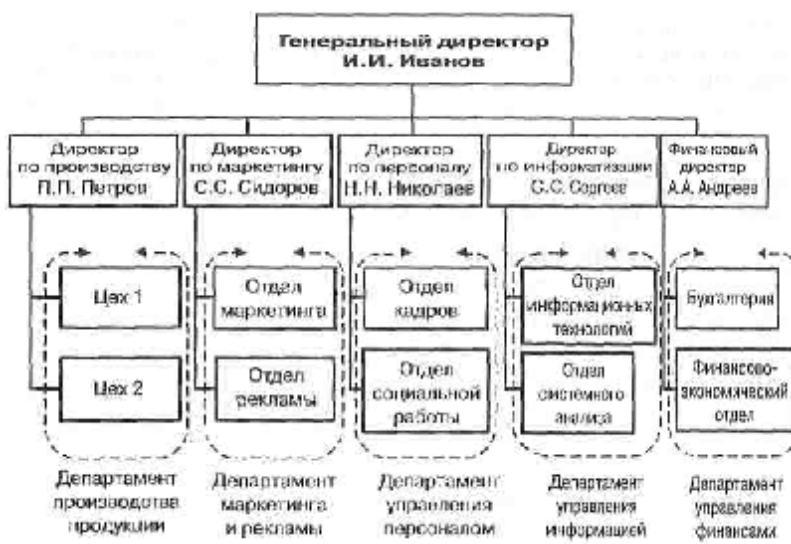 Генеральный директор
И.И. Иванов
Директор
по производству
П.П. Петров
Директор
по маркетингу
С.С. Сидоров
Директор
по персоналу
Н.Н. Николаев
Директор
по информатизации
С.С. Сергеев
Финансовый
директор
А.А. Андреев
Цех 1
Отдел
маркетинга
Отдел
кадров
Отдел
информационных
технологий
Бухгалтерия
Цех 2
Отдел
рекламы
Отдел
социальной
работы
Отдел
системного
анализа
Финансово-
экономический
отдел
Департамент
производства
продукции
Департамент
маркетинга
и рекламы
Департамент
управления
персоналом
Департамент
управления
информацией
Департамент
управления
финансами